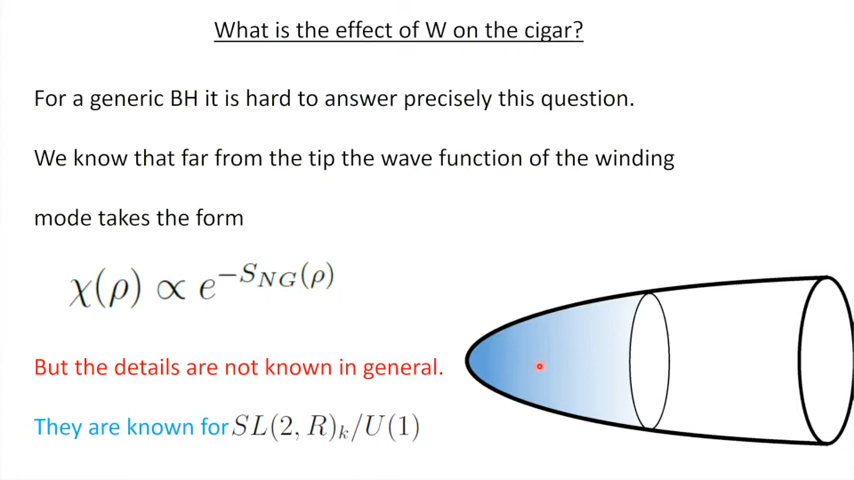 What is the effect of W on the cigar?
For a generic BH it is hard to answer precisely this question.
We know that far from the tip the wave function of the winding
mode takes the form
χ(ρ) ∝ e^{−S_{NG}(ρ)}
But the details are not known in general.
They are known for SL(2, R)_k/U(1)